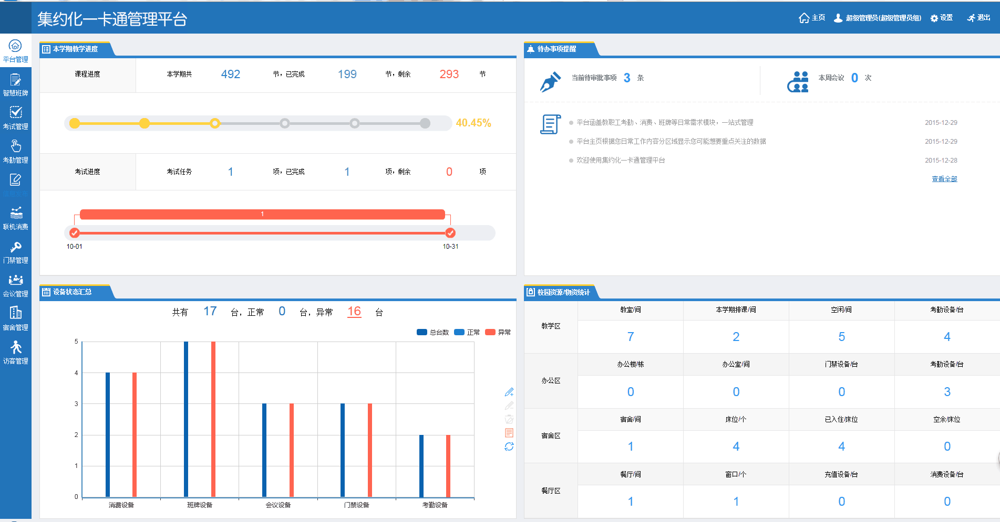 集约化一卡通管理平台
主页 超级管理员(超级管理员组) 设置 退出
平台管理
智慧班牌
考试管理
考勤管理
信息发布
联机消费
门禁管理
会议管理
宿舍管理
访客管理
本学期教学进度
课程进度 本学期共 492 节，已完成 199 节，剩余 293 节
40.45%
考试进度 考试任务 1 项，已完成 1 项，剩余 0 项
1
10-01 10-31
待办事项提醒
当前待审批事项 3 条 本周会议 0 次
平台涵盖教职工考勤、消费、班牌等日常需求模块，一站式管理 2015-12-29
平台主页根据您日常工作内容分区域显示您可能想要重点关注的数据 2015-12-29
欢迎使用集约化一卡通管理平台 2015-12-28
查看全部
设备状态汇总
共有 17 台，正常 0 台，异常 16 台
总台数 正常 异常
5
4
3
2
1
0
消费设备 班牌设备 会议设备 门禁设备 考勤设备
校园资源/物资统计
教学区 教室/间 本学期排课/间 空闲/间 考勤设备/台
7 2 5 4
办公区 办公楼/栋 办公室/间 门禁设备/台 考勤设备/台
0 0 0 3
宿舍区 宿舍/间 床位/个 已入住/床位 空余/床位
1 4 4 0
餐厅区 餐厅/间 窗口/个 充值设备/台 消费设备/台
1 1 0 0